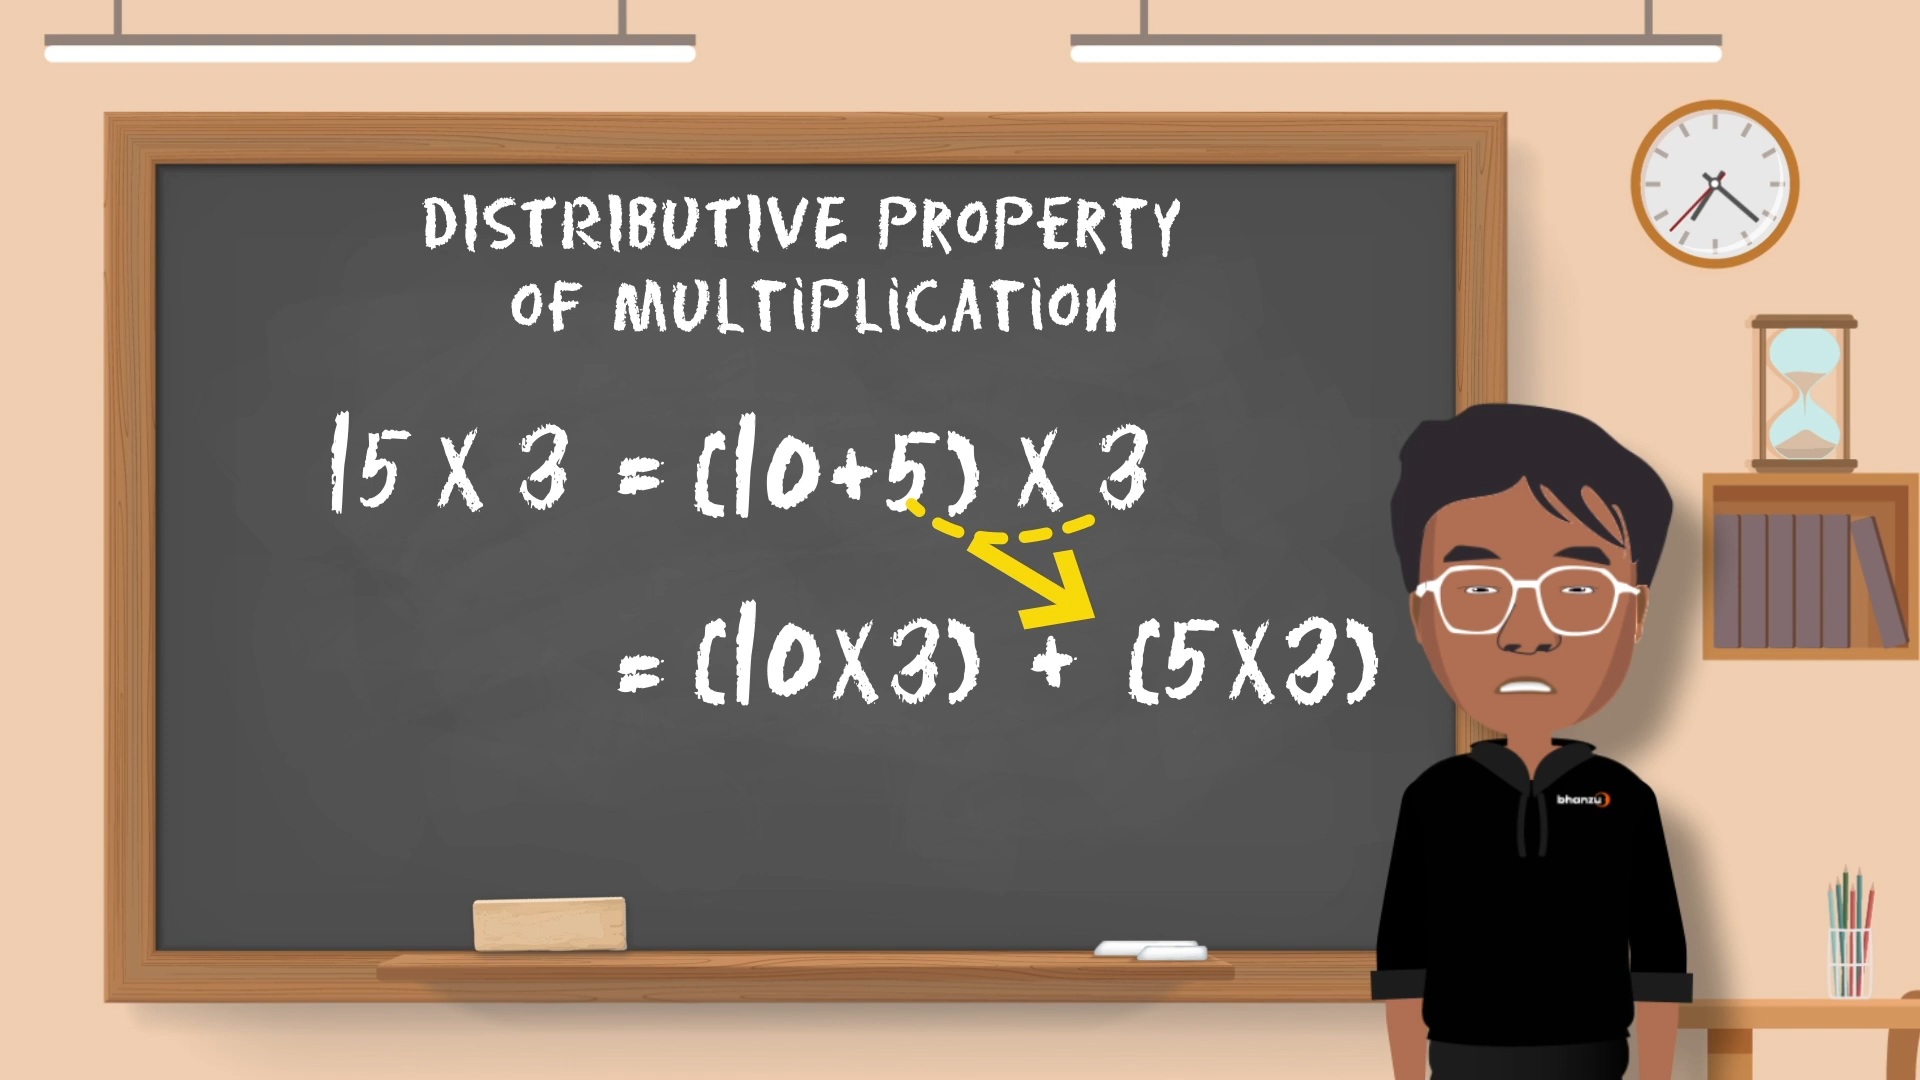 DISTRIBUTIVE PROPERTY
OF MULTIPLICATION
15 X 3 = (10+5) X 3
= (10X3) + (5X3)
bhanzu